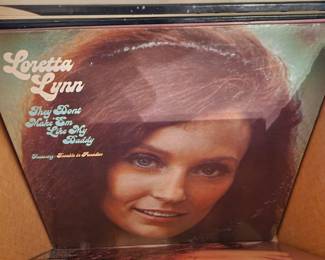 Loretta
Lynn
They Dont
Make 'Em
Like My
Daddy
Featuring: Trouble in Paradise